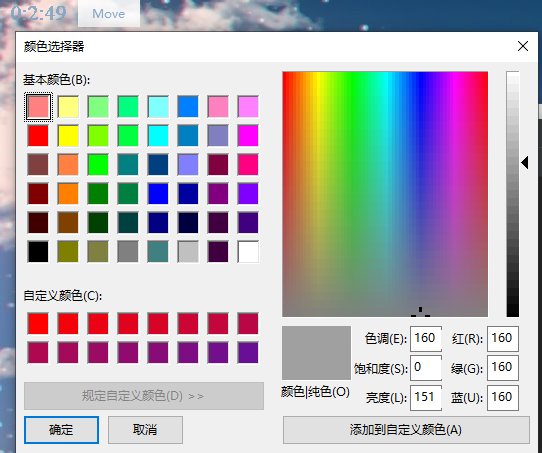 0:2:49 Move
颜色选择器
基本颜色(B):
自定义颜色(C):
规定自定义颜色(D) >>
确定 取消
颜色|纯色(O)
色调(E): 160 红(R): 160
饱和度(S): 0 绿(G): 160
亮度(L): 151 蓝(U): 160
添加到自定义颜色(A)